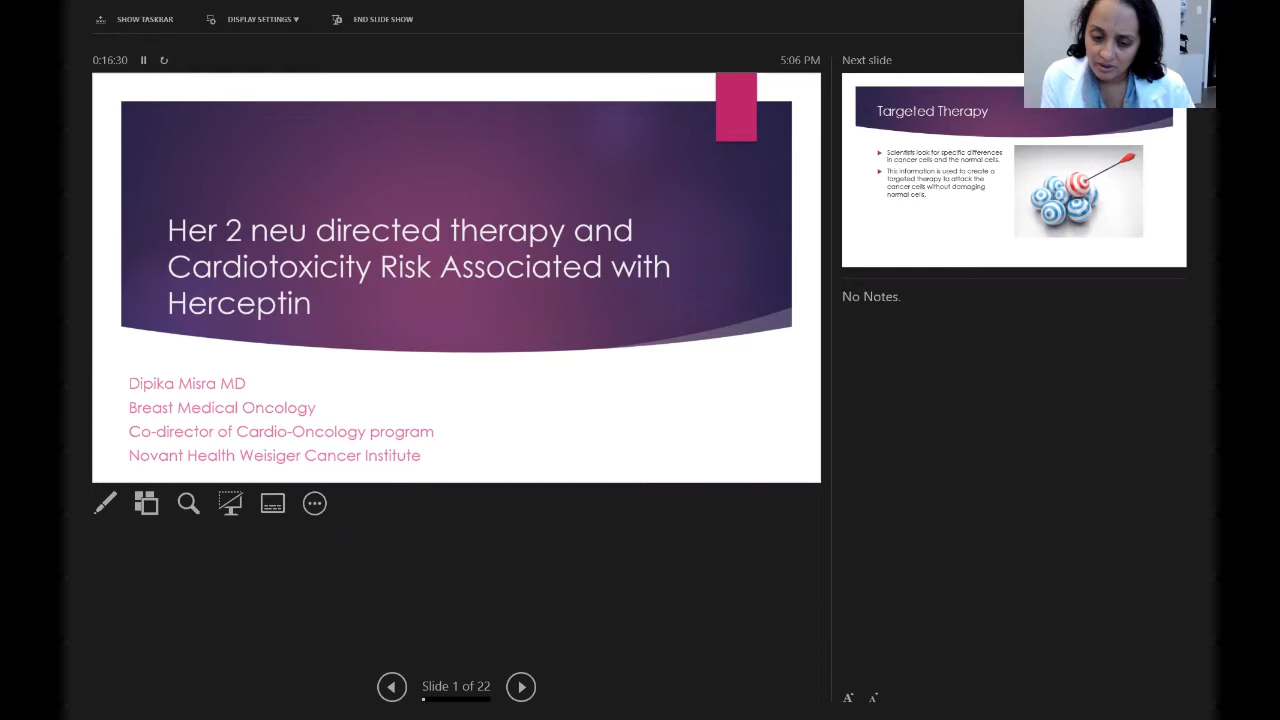 SHOW TASKBAR
DISPLAY SETTINGS ▼
END SLIDE SHOW
0:16:30
5:06 PM
Her 2 neu directed therapy and
Cardiotoxicity Risk Associated with
Herceptin
Dipika Misra MD
Breast Medical Oncology
Co-director of Cardio-Oncology program
Novant Health Weisiger Cancer Institute
Slide 1 of 22
Next slide
Targeted Therapy
Scientists look for specific differences
in cancer cells and the normal cells.
This information is used to create a
targeted therapy to attack the
cancer cells without damaging
normal cells.
No Notes.
A A